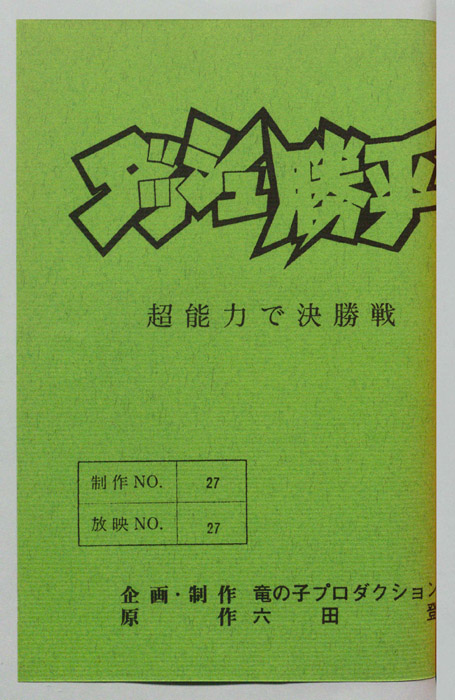 ダッシュ勝平
超能力で決勝戦
制作NO. 27
放映NO. 27
企画・制作 竜の子プロダクション
原作 六田登